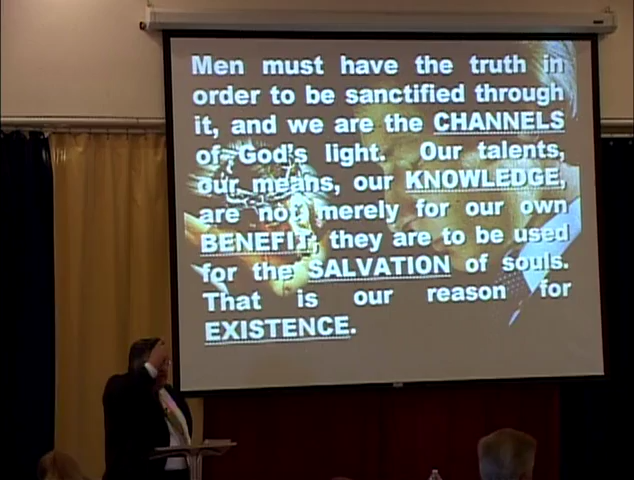 Men must have the truth in
order to be sanctified through
it, and we are the CHANNELS
of God's light. Our talents,
our means, our KNOWLEDGE,
are not merely for our own
BENEFIT; they are to be used
for the SALVATION of souls.
That is our reason for
EXISTENCE.